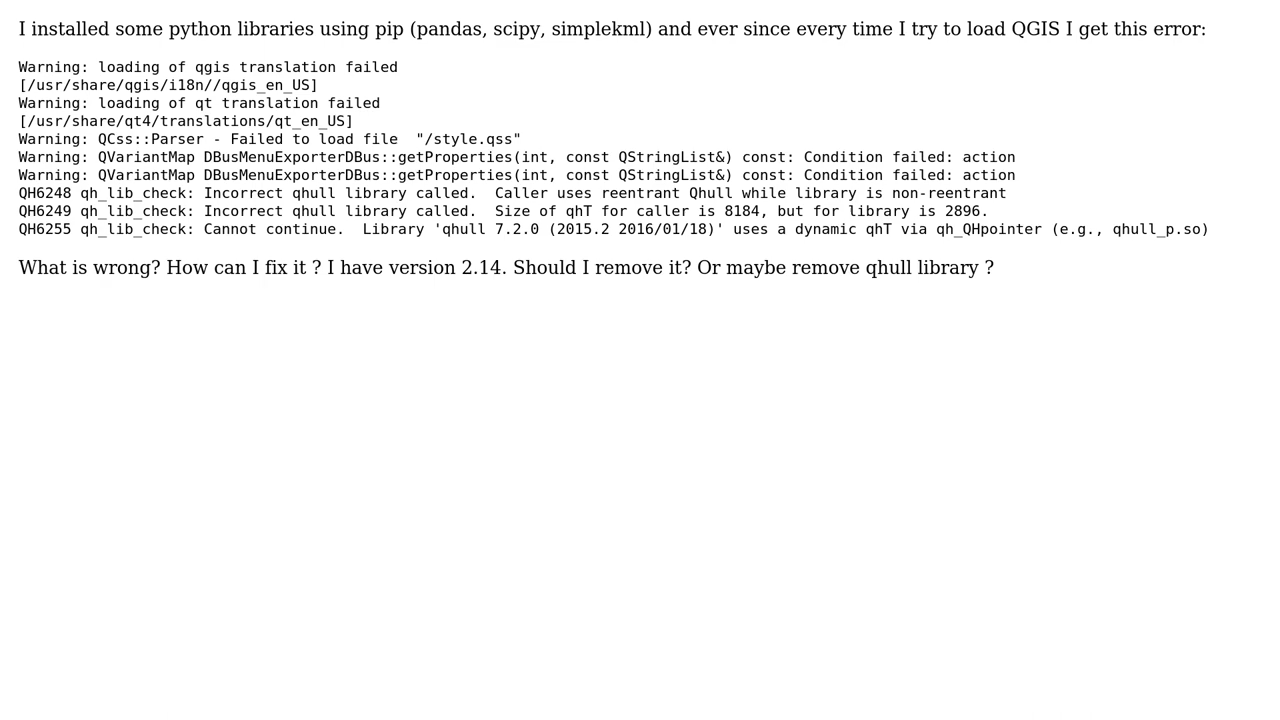 I installed some python libraries using pip (pandas, scipy, simplekml) and ever since every time I try to load QGIS I get this error:
Warning: loading of qgis translation failed
[/usr/share/qgis/i18n//qgis_en_US]
Warning: loading of qt translation failed
[/usr/share/qt4/translations/qt_en_US]
Warning: QCss::Parser - Failed to load file  "/style.qss"
Warning: QVariantMap DBusMenuExporterDBus::getProperties(int, const QStringList&) const: Condition failed: action
Warning: QVariantMap DBusMenuExporterDBus::getProperties(int, const QStringList&) const: Condition failed: action
QH6248 qh_lib_check: Incorrect qhull library called.  Caller uses reentrant Qhull while library is non-reentrant
QH6249 qh_lib_check: Incorrect qhull library called.  Size of qhT for caller is 8184, but for library is 2896.
QH6255 qh_lib_check: Cannot continue.  Library 'qhull 7.2.0 (2015.2 2016/01/18)' uses a dynamic qhT via qh_QHpointer (e.g., qhull_p.so)
What is wrong? How can I fix it ? I have version 2.14. Should I remove it? Or maybe remove qhull library ?